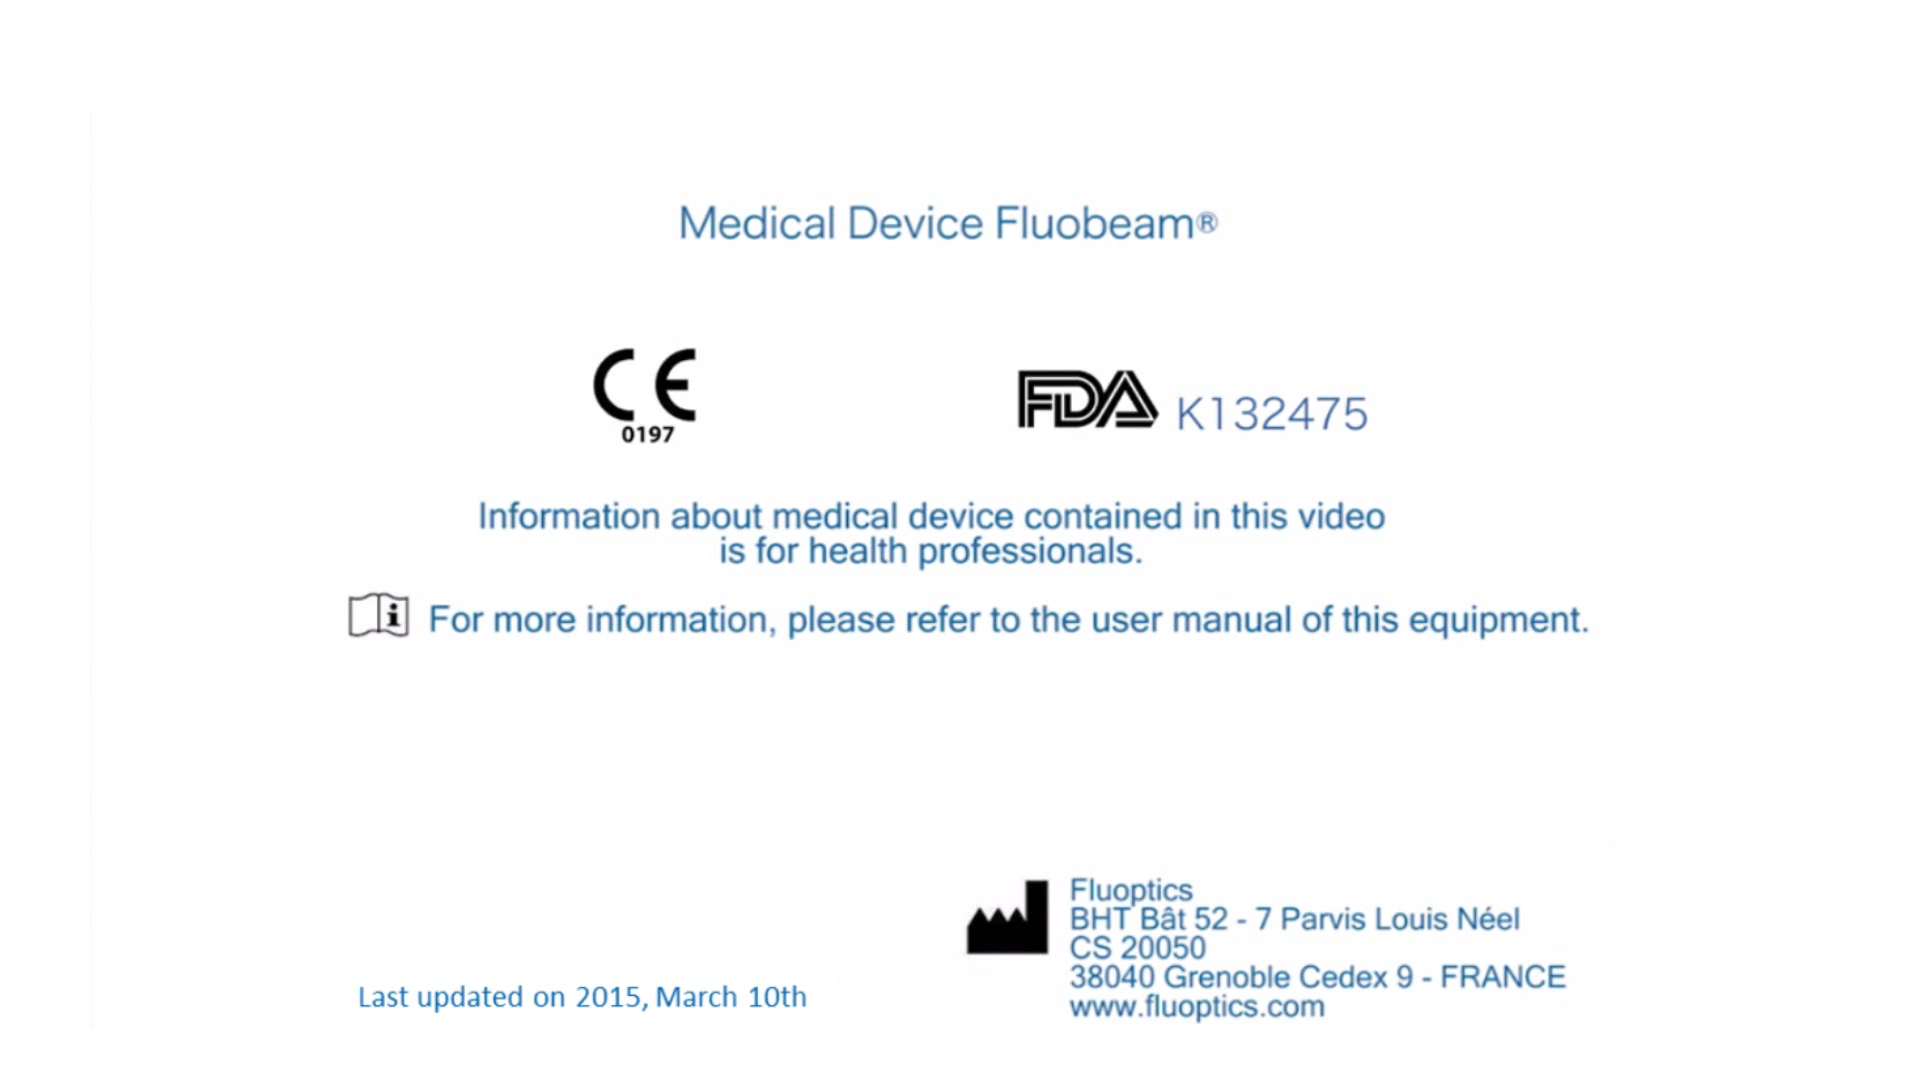 Medical Device Fluobeam®
CE
0197
FDA K132475
Information about medical device contained in this video
is for health professionals.
i For more information, please refer to the user manual of this equipment.
Fluoptics
BHT Bât 52 - 7 Parvis Louis Néel
CS 20050
38040 Grenoble Cedex 9 - FRANCE
www.fluoptics.com
Last updated on 2015, March 10th